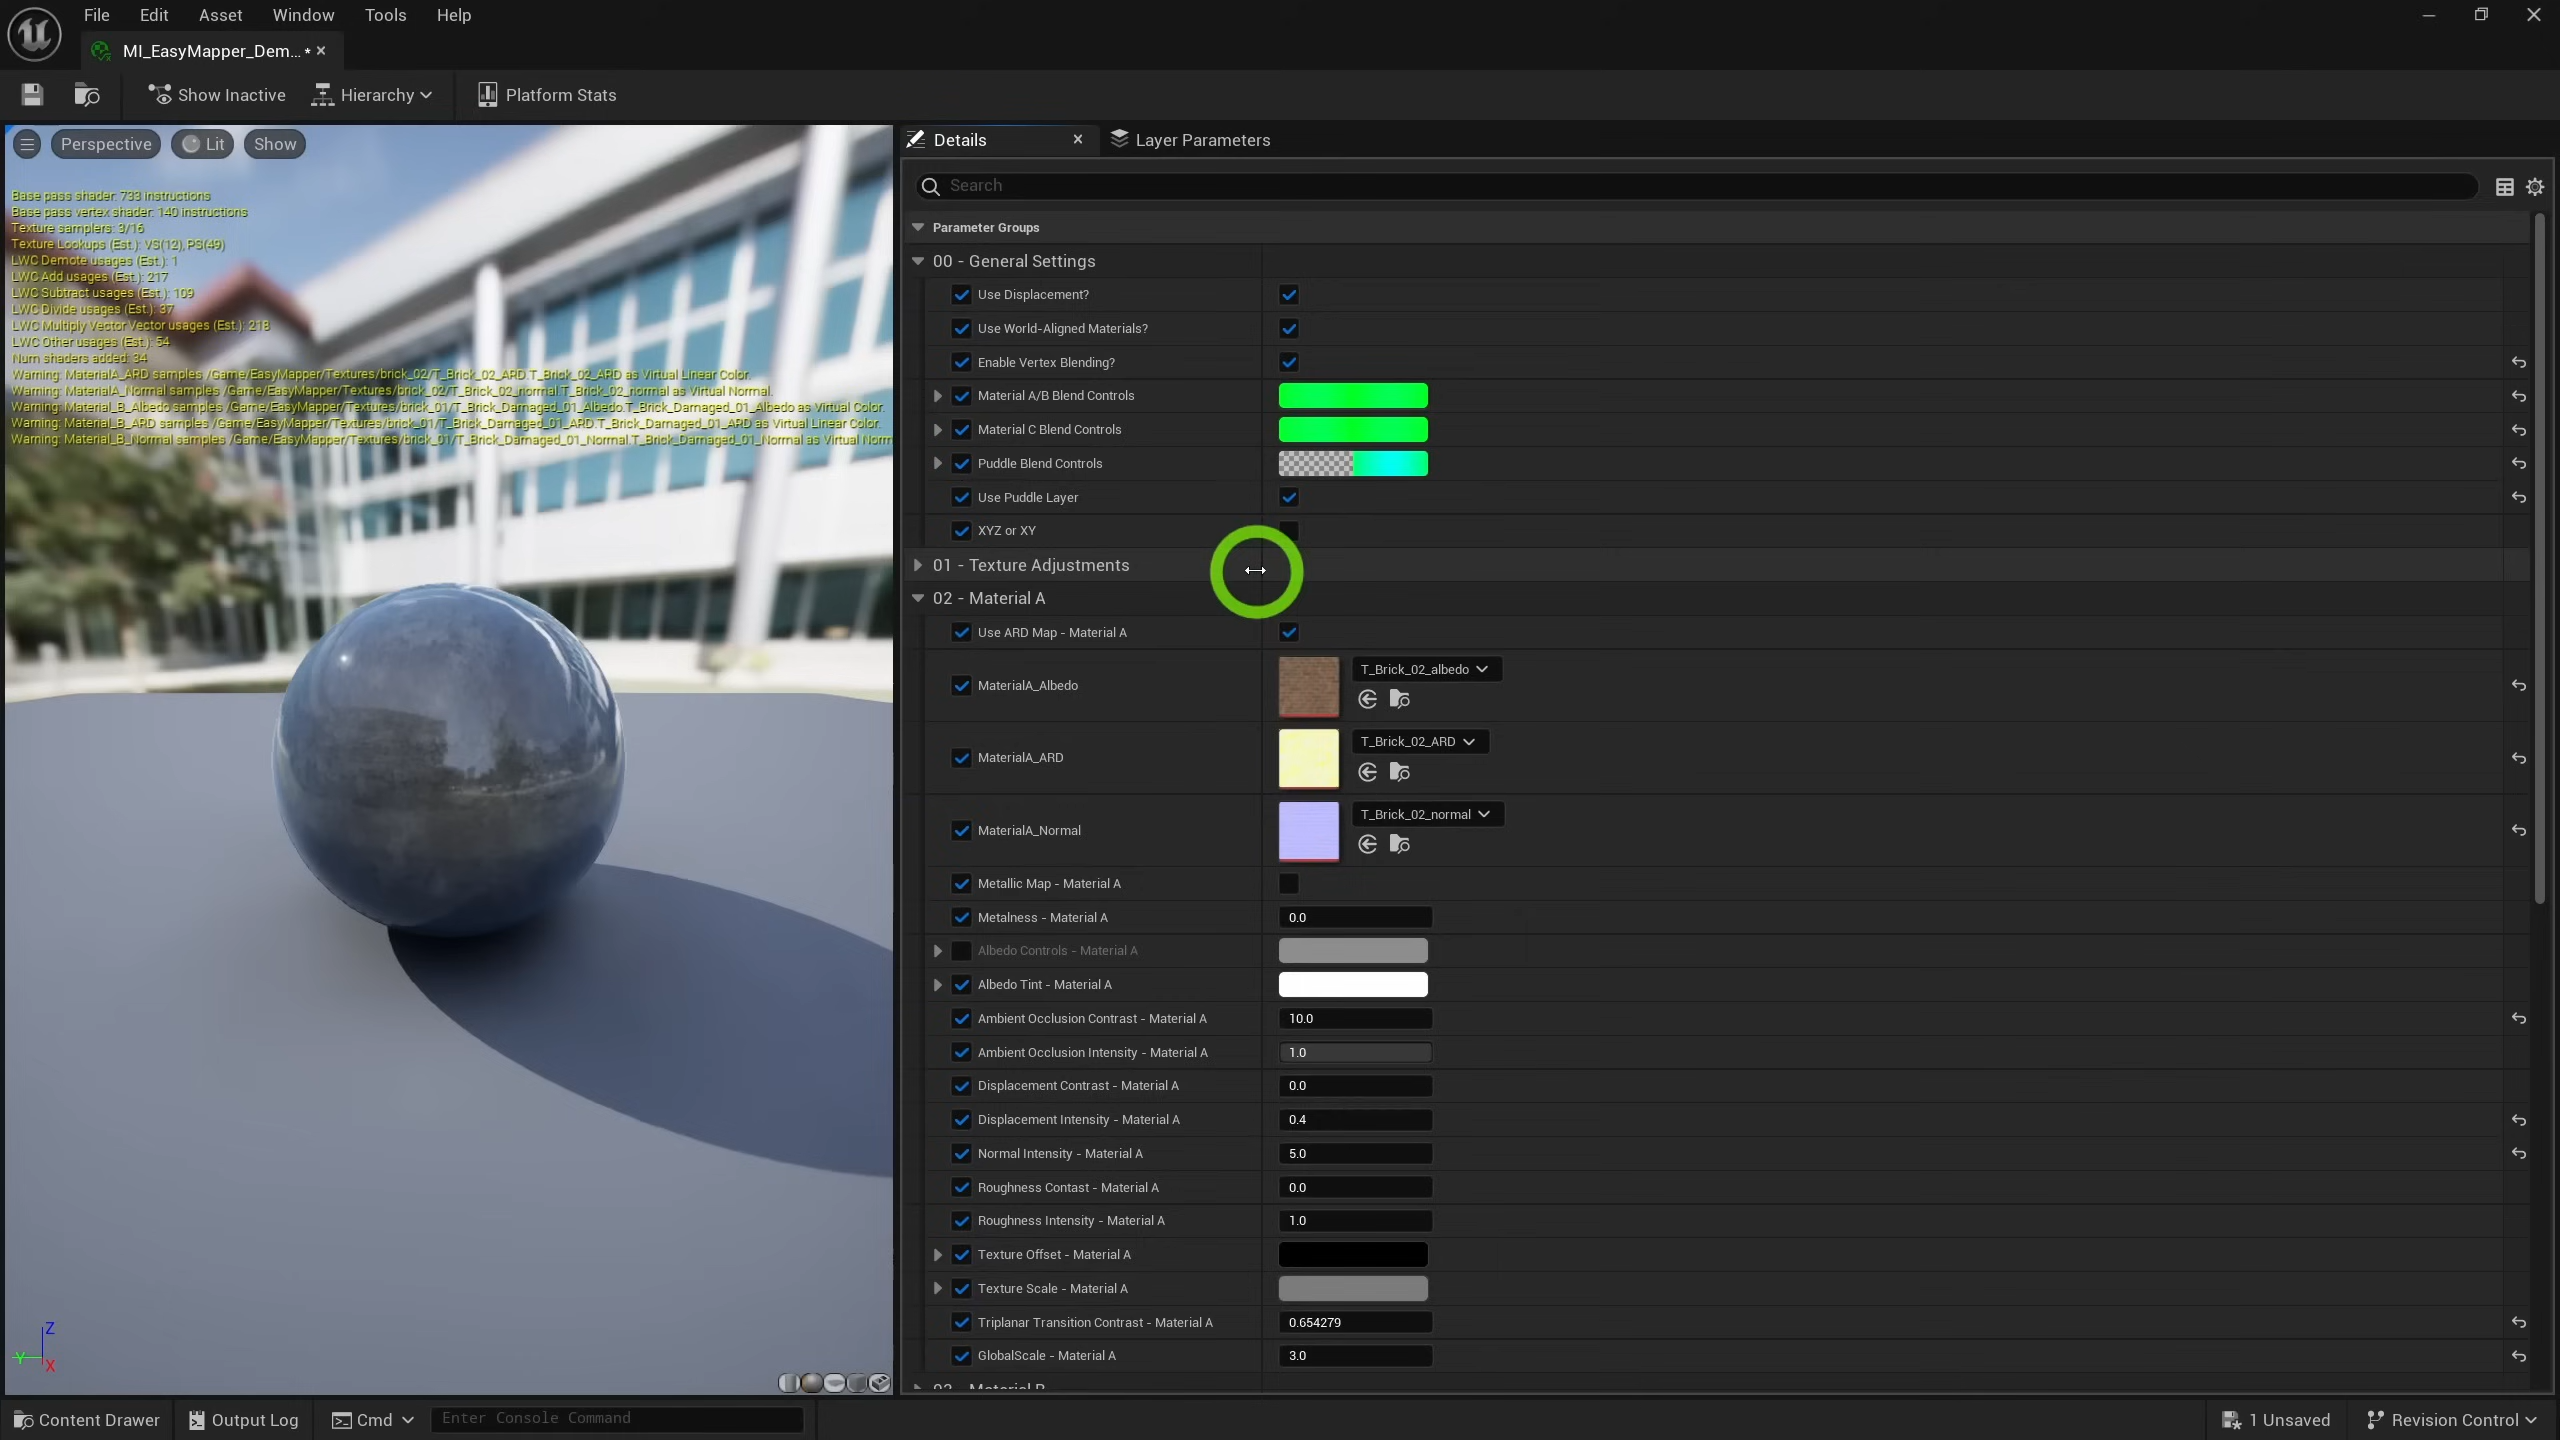 File Edit Asset Window Tools Help
MI_EasyMapper_Dem... *
Show Inactive Hierarchy Platform Stats
Perspective Lit Show
Base pass shader: 733 instructions
Base pass vertex shader: 140 instructions
Texture samplers: 3/16
Texture Lookups (Est.): VS(12), PS(49)
LWC Demote usages (Est.): 1
LWC Add usages (Est.): 217
LWC Subtract usages (Est.): 109
LWC Divide usages (Est.): 37
LWC Multiply Vector Vector usages (Est.): 218
LWC Other usages (Est.): 54
Num shaders added: 34
Warning: MaterialA_ARD samples /Game/EasyMapper/Textures/brick_02/T_Brick_02_ARD.T_Brick_02_ARD as Virtual Linear Color.
Warning: MaterialA_Normal samples /Game/EasyMapper/Textures/brick_02/T_Brick_02_normal.T_Brick_02_normal as Virtual Normal.
Warning: Material_B_Albedo samples /Game/EasyMapper/Textures/brick_01/T_Brick_Damaged_01_Albedo.T_Brick_Damaged_01_Albedo as Virtual Color.
Warning: Material_B_ARD samples /Game/EasyMapper/Textures/brick_01/T_Brick_Damaged_01_ARD.T_Brick_Damaged_01_ARD as Virtual Linear Color.
Warning: Material_B_Normal samples /Game/EasyMapper/Textures/brick_01/T_Brick_Damaged_01_Normal.T_Brick_Damaged_01_Normal as Virtual Norm
Z
Y
X
Details Layer Parameters
Search
Parameter Groups
00 - General Settings
Use Displacement?
Use World-Aligned Materials?
Enable Vertex Blending?
Material A/B Blend Controls
Material C Blend Controls
Puddle Blend Controls
Use Puddle Layer
XYZ or XY
01 - Texture Adjustments
02 - Material A
Use ARD Map - Material A
MaterialA_Albedo T_Brick_02_albedo
MaterialA_ARD T_Brick_02_ARD
MaterialA_Normal T_Brick_02_normal
Metallic Map - Material A
Metalness - Material A 0.0
Albedo Controls - Material A
Albedo Tint - Material A
Ambient Occlusion Contrast - Material A 10.0
Ambient Occlusion Intensity - Material A 1.0
Displacement Contrast - Material A 0.0
Displacement Intensity - Material A 0.4
Normal Intensity - Material A 5.0
Roughness Contast - Material A 0.0
Roughness Intensity - Material A 1.0
Texture Offset - Material A
Texture Scale - Material A
Triplanar Transition Contrast - Material A 0.654279
GlobalScale - Material A 3.0
03 - Material B
Content Drawer Output Log Cmd Enter Console Command 1 Unsaved Revision Control